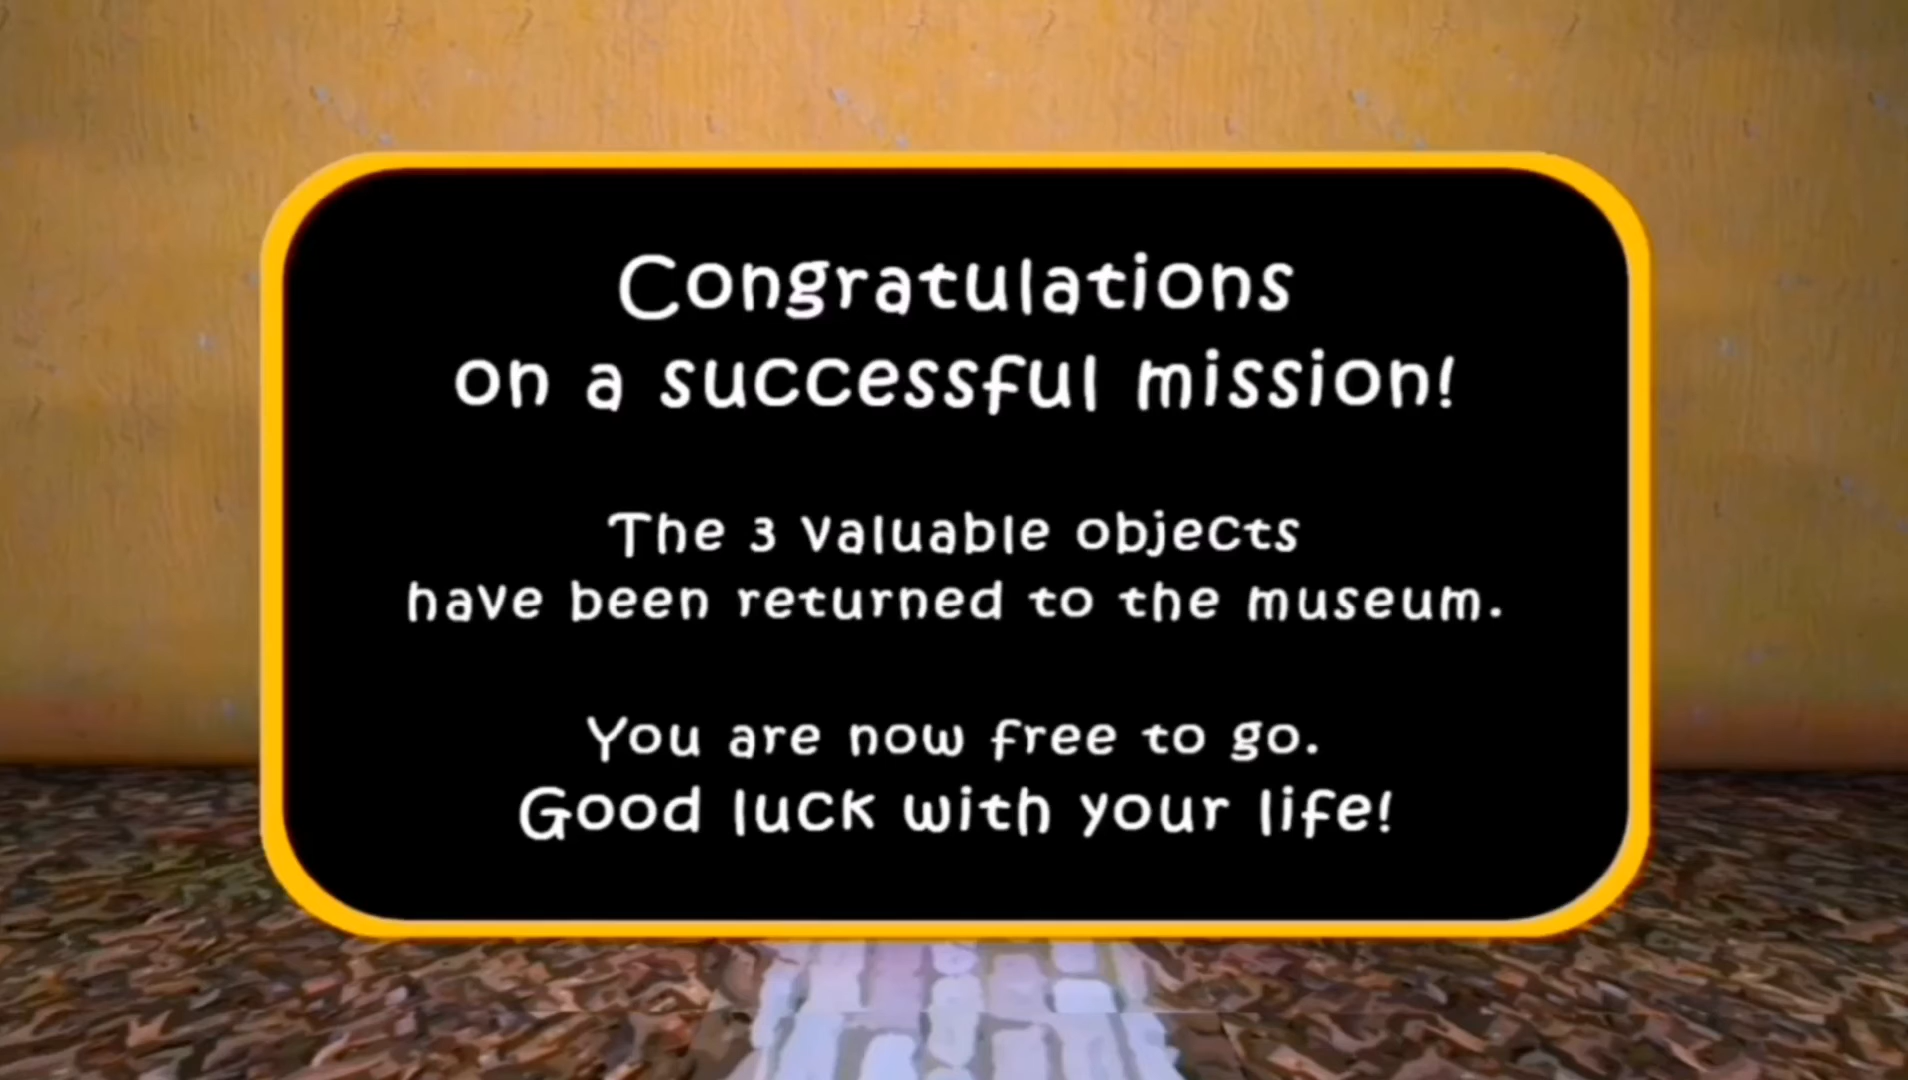 Congratulations
on a successful mission!
The 3 valuable objects
have been returned to the museum.
You are now free to go.
Good luck with your life!